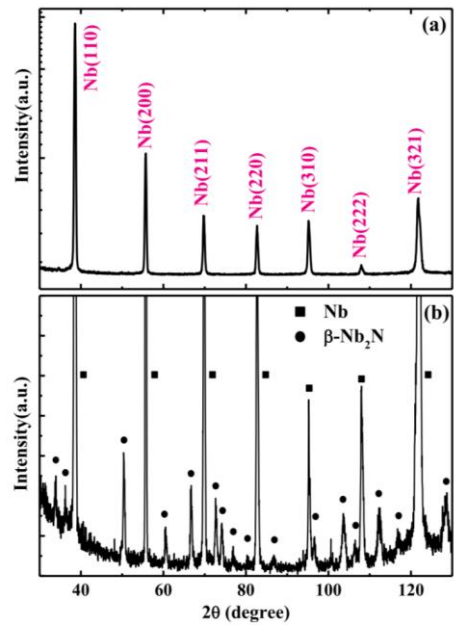 (a)
Intensity(a.u.)
Nb(110)
Nb(200)
Nb(211)
Nb(220)
Nb(310)
Nb(222)
Nb(321)
(b)
Intensity(a.u.)
Nb
β-Nb₂N
40 60 80 100 120
2θ (degree)